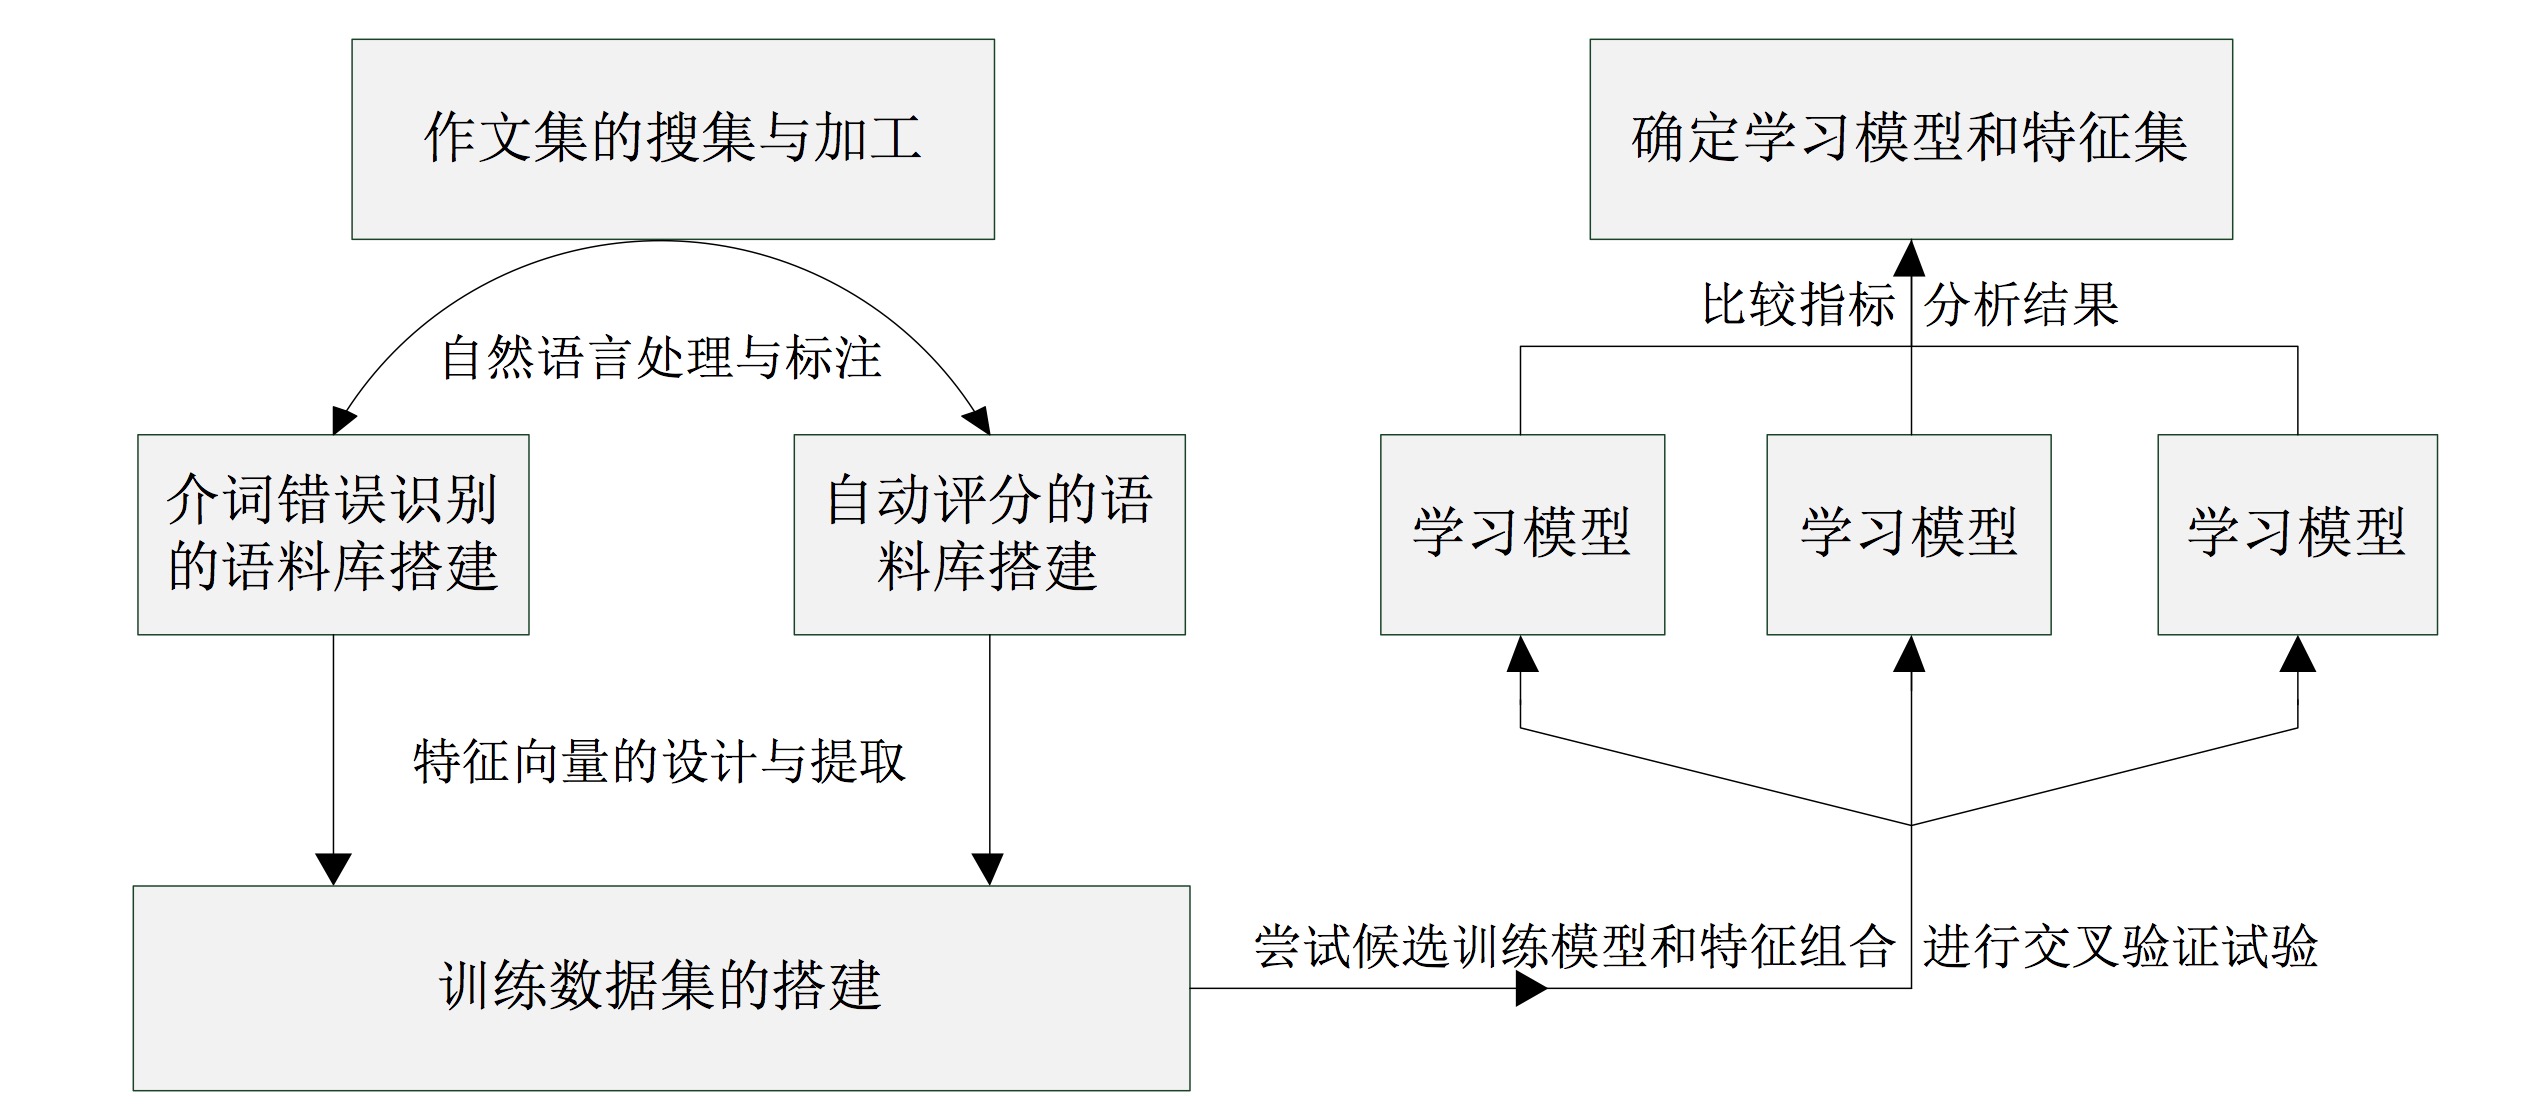 作文集的搜集与加工
自然语言处理与标注
介词错误识别
的语料库搭建
自动评分的语
料库搭建
特征向量的设计与提取
训练数据集的搭建
尝试候选训练模型和特征组合
进行交叉验证试验
学习模型
学习模型
学习模型
比较指标
分析结果
确定学习模型和特征集